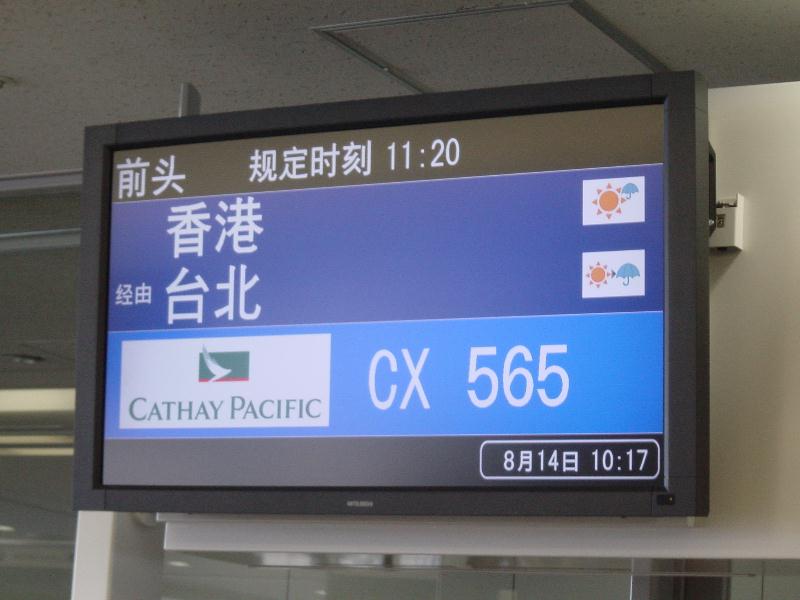 前头 规定时刻 11:20
香港
经由 台北
CATHAY PACIFIC CX 565
8月14日 10:17
MITSUBISHI